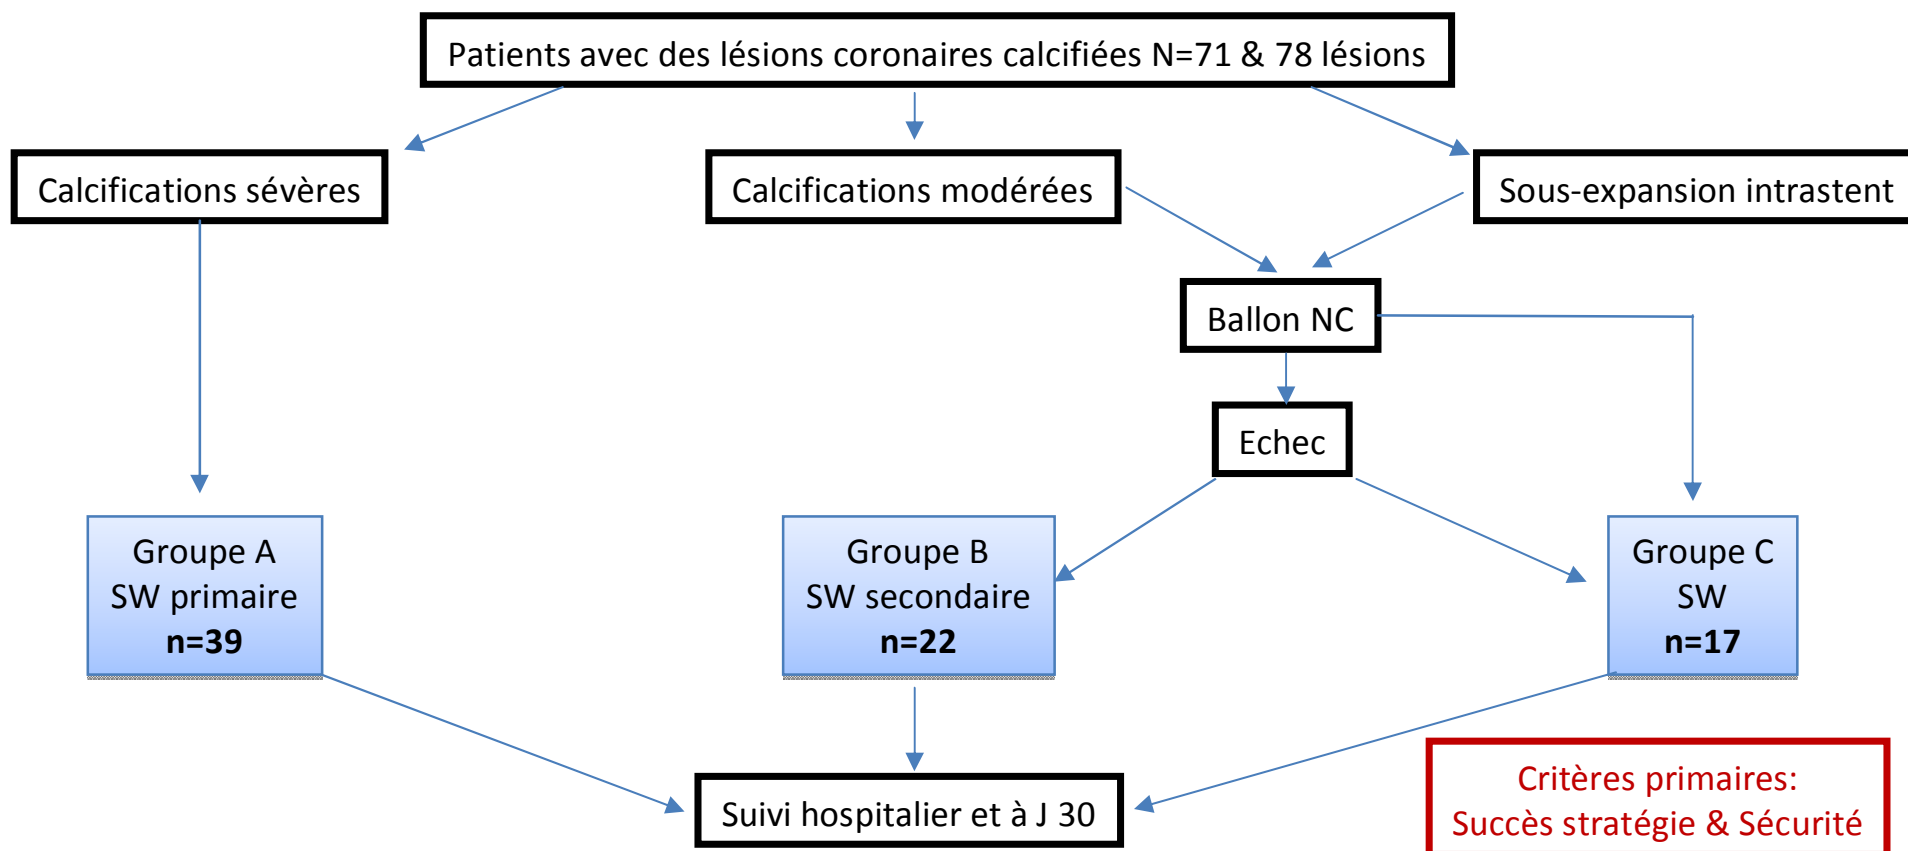 Patients avec des lésions coronaires calcifiées N=71 & 78 lésions
Calcifications sévères
Calcifications modérées
Sous-expansion intrastent
Ballon NC
Echec
Groupe A
SW primaire
n=39
Groupe B
SW secondaire
n=22
Groupe C
SW
n=17
Suivi hospitalier et à J 30
Critères primaires:
Succès stratégie & Sécurité